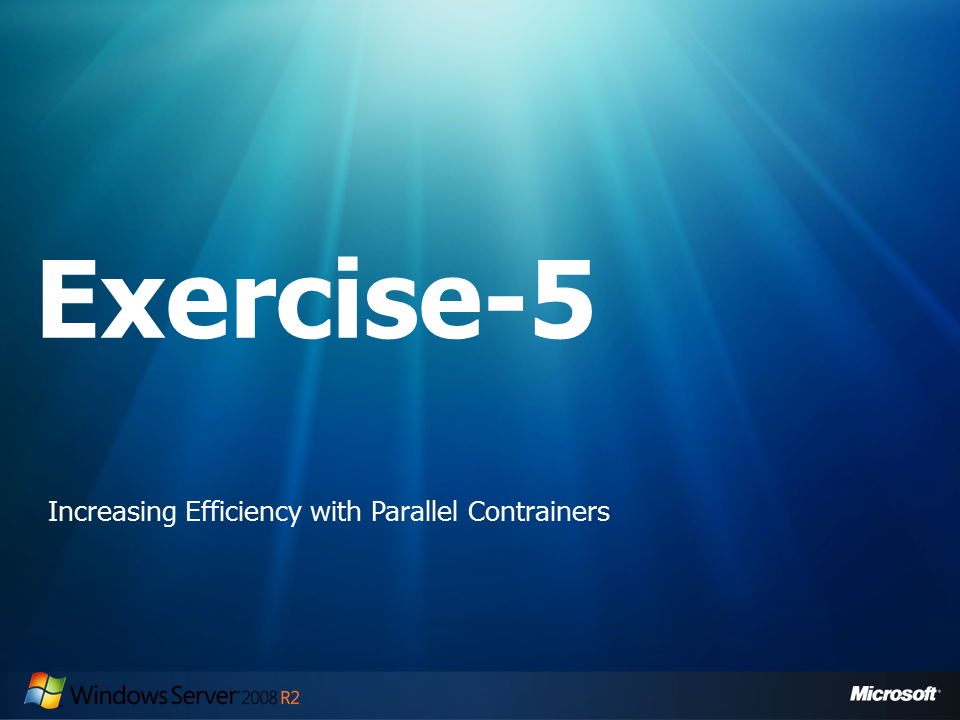 Exercise-5
Increasing Efficiency with Parallel Contrainers
Windows Server 2008 R2
Microsoft